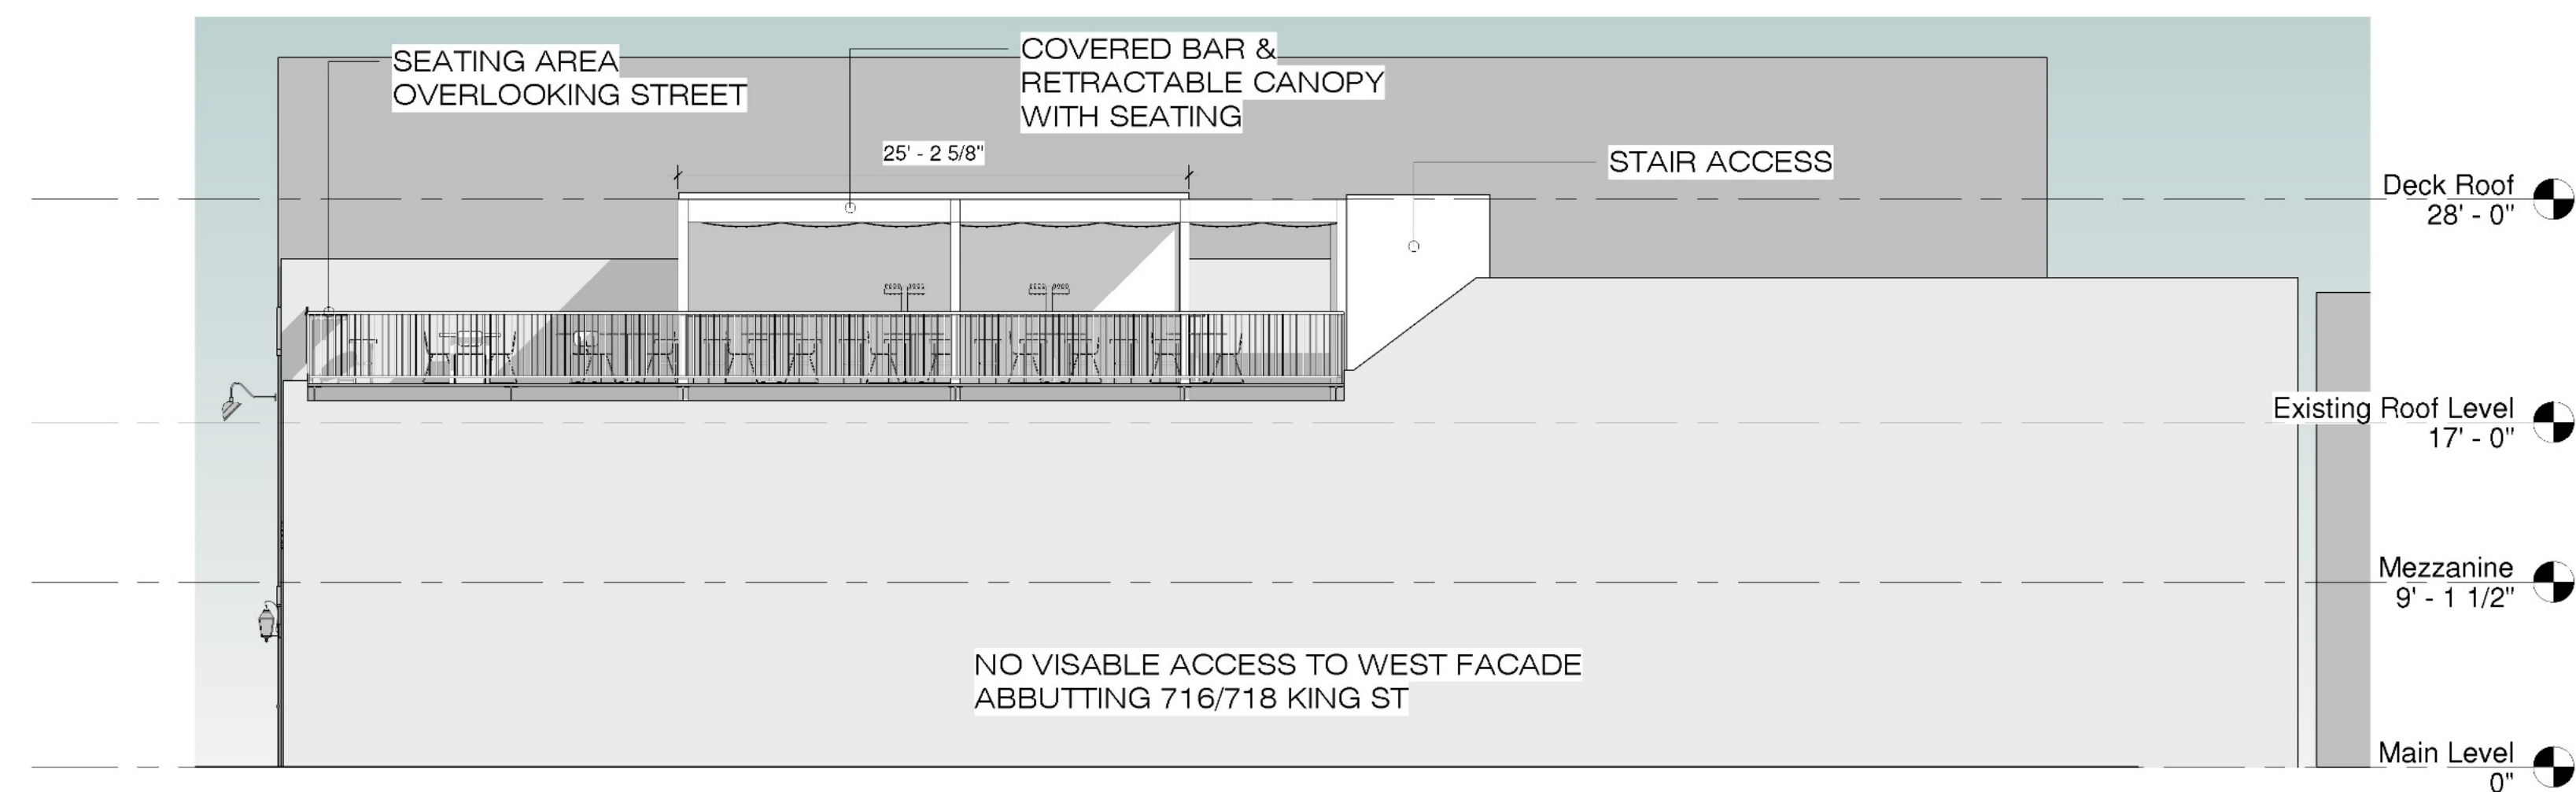 SEATING AREA
OVERLOOKING STREET
COVERED BAR &
RETRACTABLE CANOPY
WITH SEATING
25' - 2 5/8"
STAIR ACCESS
Deck Roof
28' - 0"
Existing Roof Level
17' - 0"
Mezzanine
9' - 1 1/2"
NO VISABLE ACCESS TO WEST FACADE
ABBUTTING 716/718 KING ST
Main Level
0"